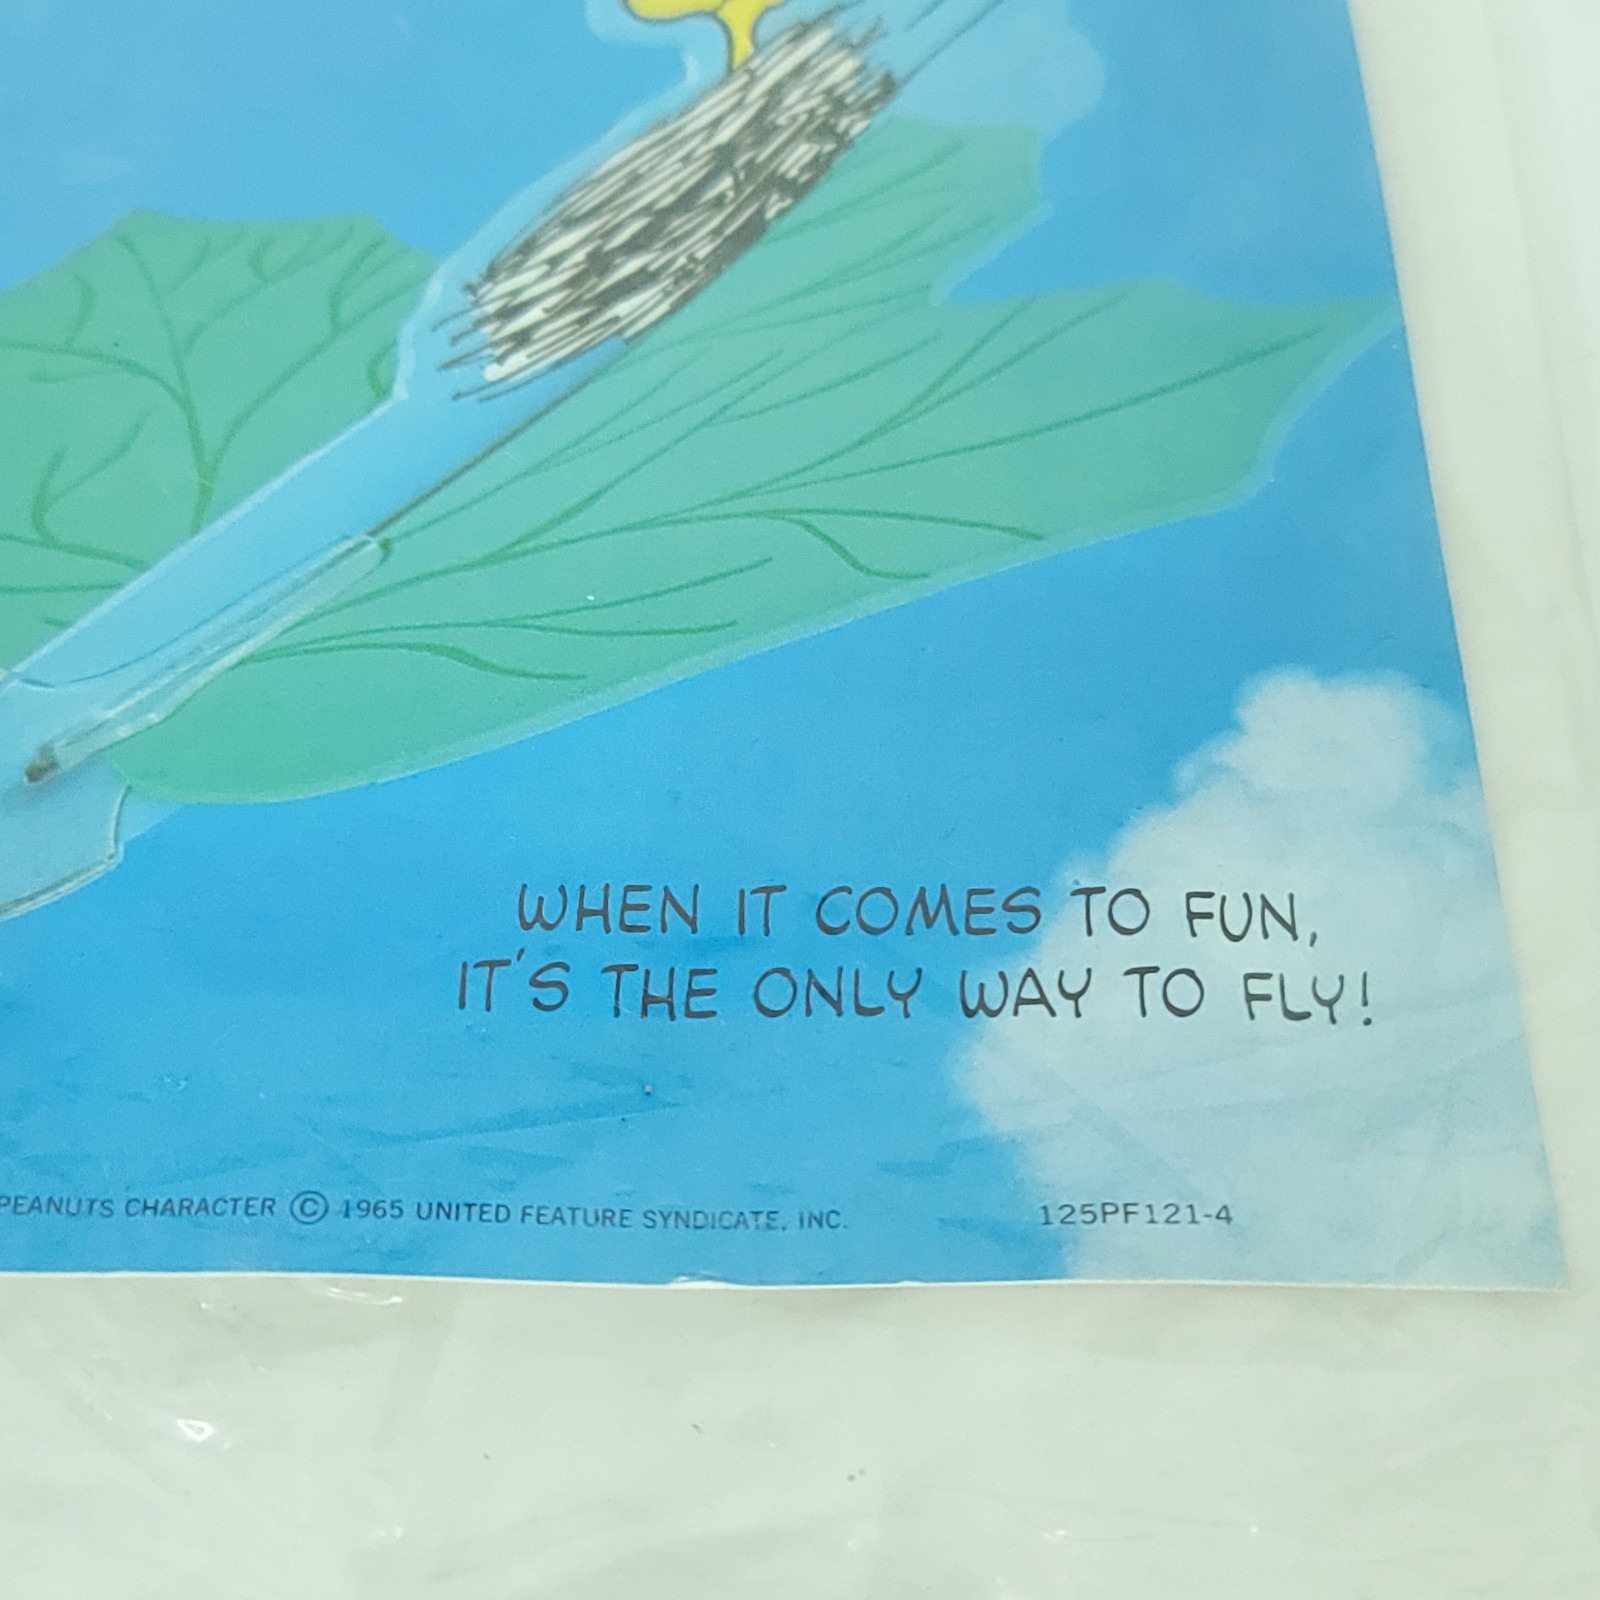 WHEN IT COMES TO FUN,
IT'S THE ONLY WAY TO FLY!
PEANUTS CHARACTER © 1965 UNITED FEATURE SYNDICATE, INC.
125PF121-4